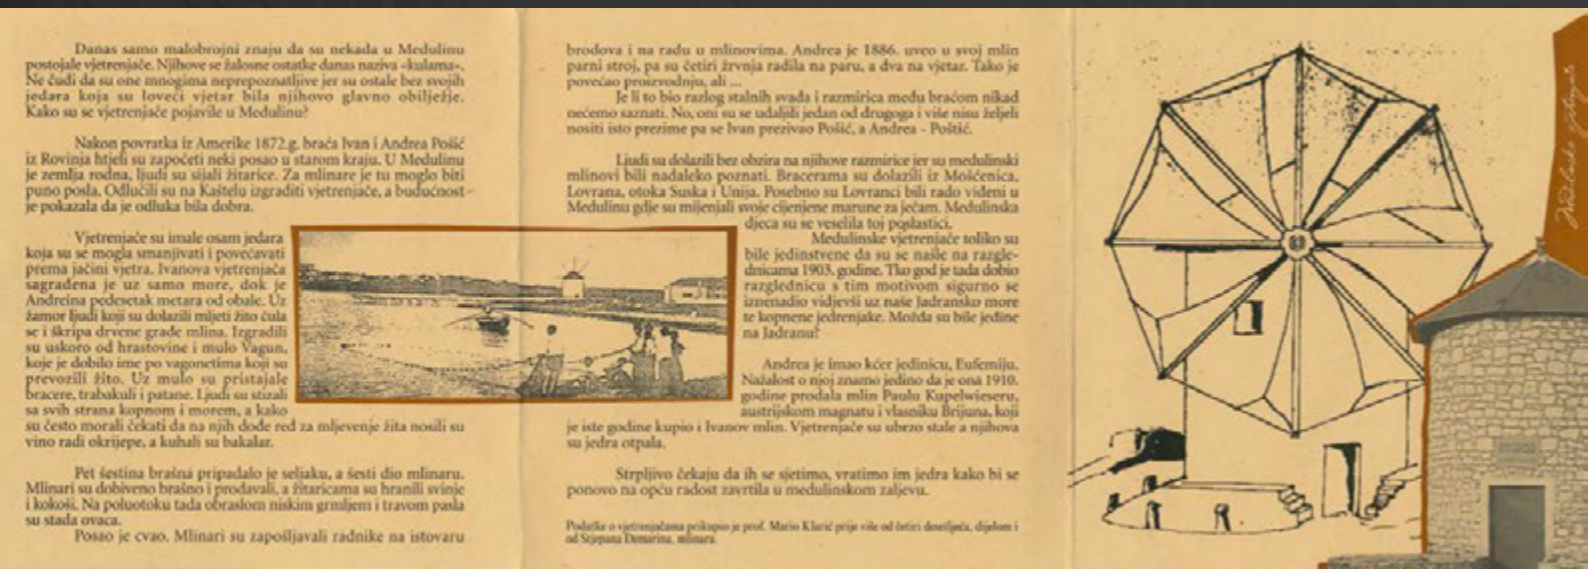 Danas samo malobrojni znaju da su nekada u Medulinu
postojale vjetrenjače. Njihove se žalosne ostatke danas naziva «kulama».
Ne čudi da su one mnogima neprepoznatljive jer su ostale bez svojih
jedara koja su loveći vjetar bila njihovo glavno obilježje.
Kako su se vjetrenjače pojavile u Medulinu?
Nakon povratka iz Amerike 1872.g. braća Ivan i Andrea Pošić
iz Rovinja htjeli su započeti neki posao u starom kraju. U Medulinu
je zemlja rodna, ljudi su sijali žitarice. Za mlinare je tu moglo biti
puno posla. Odlučili su na Kaštelu izgraditi vjetrenjače, a budućnost
je pokazala da je odluka bila dobra.
Vjetrenjače su imale osam jedara
koja su se mogla smanjivati i povećavati
prema jačini vjetra. Ivanova vjetrenjača
sagrađena je uz samo more, dok je
Andreina pedesetak metara od obale. Uz
žamor ljudi koji su dolazili mljeti žito čula
se i škripa drvene građe mlina. Izgradili
su uskoro od hrastovine i mulo Vagun,
koje je dobilo ime po vagonetima koji su
prevozili žito. Uz mulo su pristajale
bracere, trabakuli i patane. Ljudi su stizali
sa svih strana kopnom i morem, a kako
su često morali čekati da na njih dođe red za mljevenje žita nosili su
vino radi okrijepe, a kuhali su bakalar.
Pet šestina brašna pripadalo je seljaku, a šesti dio mlinaru.
Mlinari su dobiveno brašno i prodavali, a žitaricama su hranili svinje
i kokoši. Na poluotoku tada obraslom niskim grmljem i travom pasla
su stada ovaca.
Posao je cvao. Mlinari su zapošljavali radnike na istovaru
brodova i na radu u mlinovima. Andrea je 1886. uveo u svoj mlin
parni stroj, pa su četiri žrvnja radila na paru, a dva na vjetar. Tako je
povećao proizvodnju, ali ...
Je li to bio razlog stalnih svađa i razmirica među braćom nikad
nećemo saznati. No, oni su se udaljili jedan od drugoga i više nisu željeli
nositi isto prezime pa se Ivan prezivao Pošić, a Andrea - Poštić.
Ljudi su dolazili bez obzira na njihove razmirice jer su medulinski
mlinovi bili nadaleko poznati. Bracerama su dolazili iz Mošćenica,
Lovrana, otoka Suska i Unija. Posebno su Lovranci bili rado viđeni u
Medulinu gdje su mijenjali svoje cijenjene marune za ječam. Medulinska
djeca su se veselila toj poslastici.
Medulinske vjetrenjače toliko su
bile jedinstvene da su se našle na razgle-
dnicama 1903. godine. Tko god je tada dobio
razglednicu s tim motivom sigurno se
iznenadio vidjevši uz naše Jadransko more
te kopnene jedrenjake. Možda su bile jedine
na Jadranu?
Andrea je imao kćer jedinicu, Eufemiju.
Nažalost o njoj znamo jedino da je ona 1910.
godine prodala mlin Paulu Kupelwieseru,
austrijskom magnatu i vlasniku Brijuna, koji
je iste godine kupio i Ivanov mlin. Vjetrenjače su ubrzo stale a njihova
su jedra otpala.
Strpljivo čekaju da ih se sjetimo, vratimo im jedra kako bi se
ponovo na opću radost zavrtila u medulinskom zaljevu.
Podatke o vjetrenjačama prikupio je prof. Mario Klarić prije više od četiri desetljeća, dijelom i
od Stjepana Demarina, mlinara.